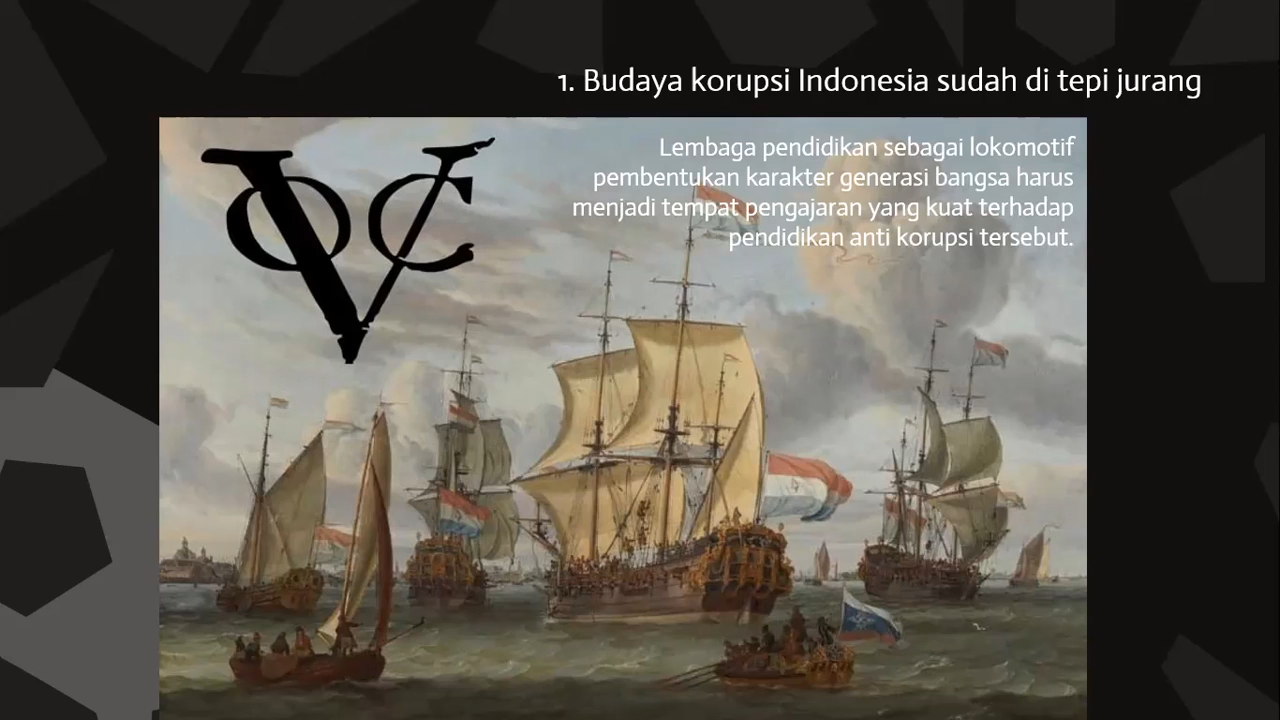 1. Budaya korupsi Indonesia sudah di tepi jurang
VOC
Lembaga pendidikan sebagai lokomotif
pembentukan karakter generasi bangsa harus
menjadi tempat pengajaran yang kuat terhadap
pendidikan anti korupsi tersebut.